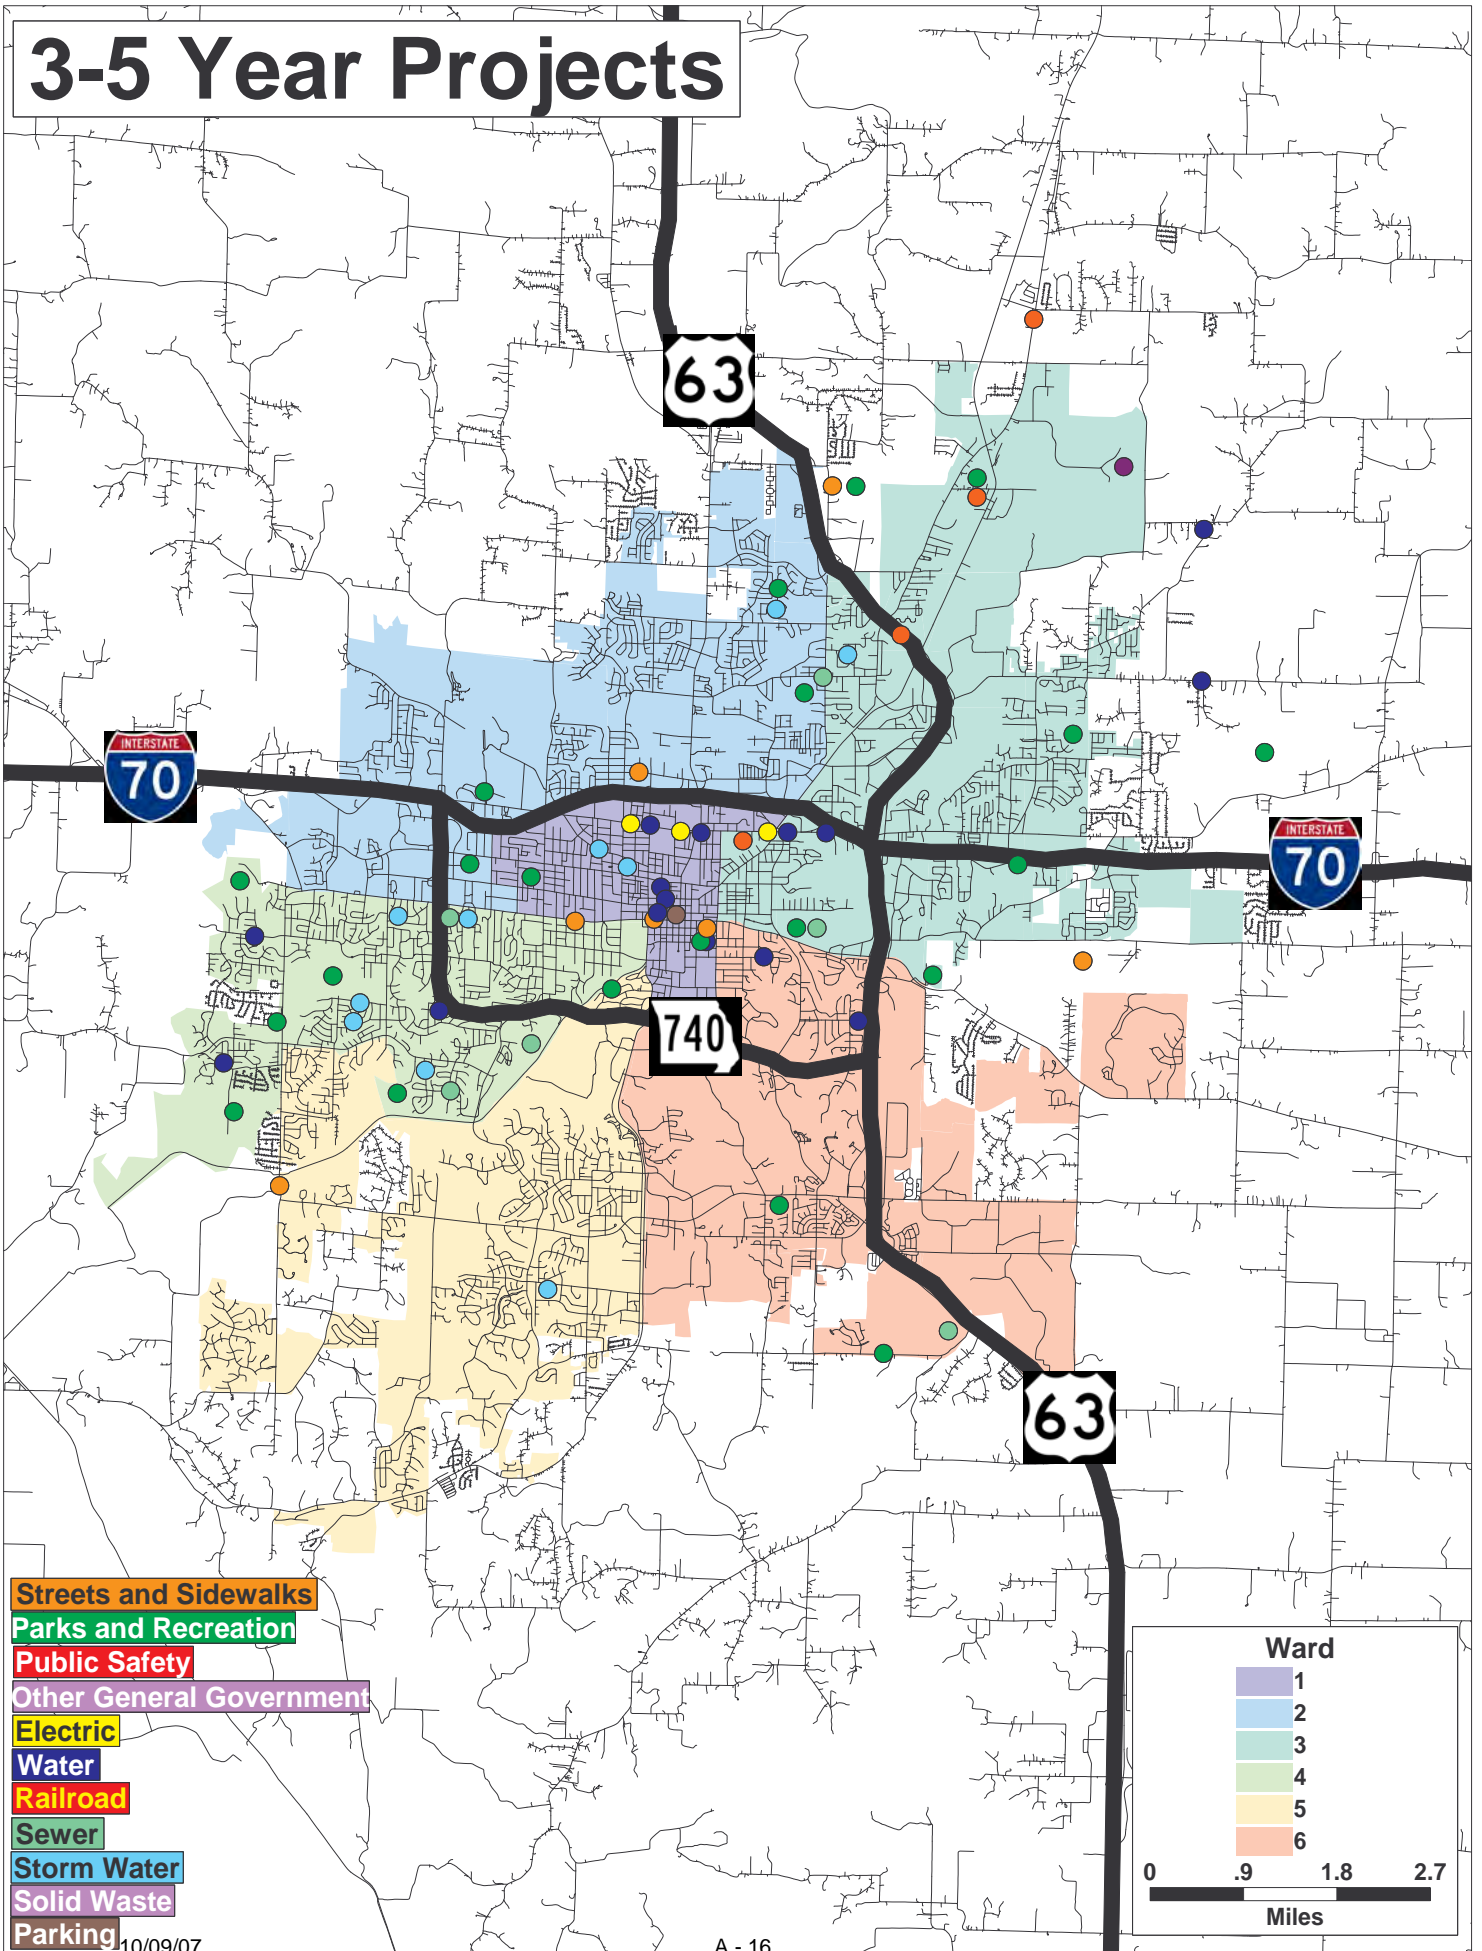 3-5 Year Projects
63
INTERSTATE
70
INTERSTATE
70
740
63
Streets and Sidewalks
Parks and Recreation
Public Safety
Other General Government
Electric
Water
Railroad
Sewer
Storm Water
Solid Waste
Parking
10/09/07
A - 16
Ward
1
2
3
4
5
6
0 .9 1.8 2.7
Miles